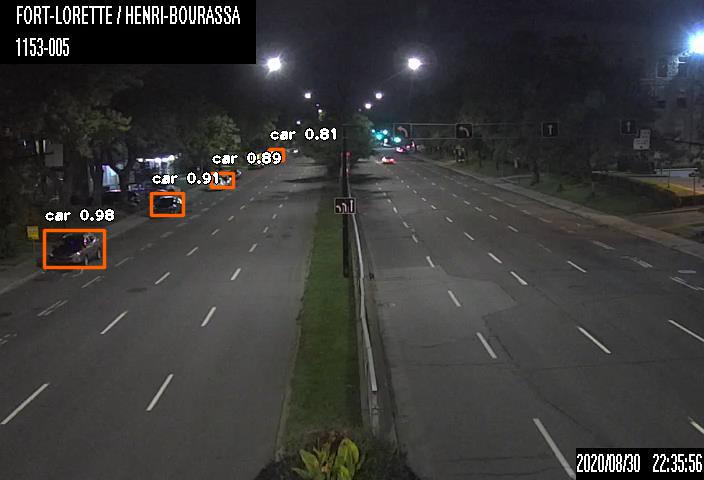 FORT-LORETTE / HENRI-BOURASSA
1153-005
car 0.81
car 0.89
car 0.91
car 0.98
2020/08/30 22:35:56